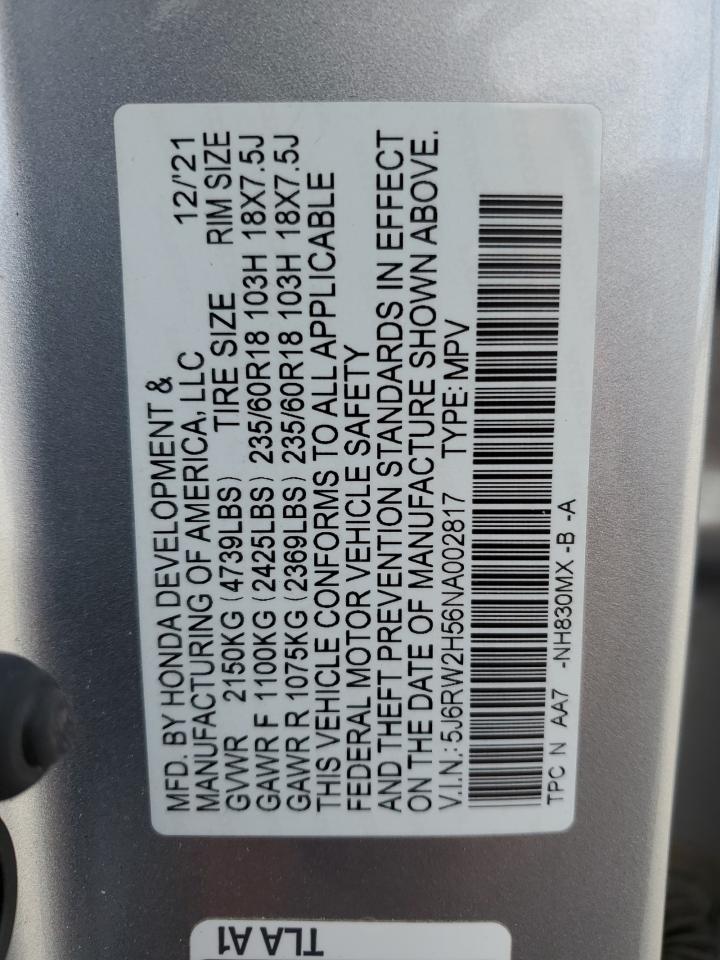 MFD. BY HONDA DEVELOPMENT &
MANUFACTURING OF AMERICA, LLC 12/'21
GVWR 2150KG (4739LBS) TIRE SIZE RIM SIZE
GAWR F 1100KG (2425LBS) 235/60R18 103H 18X7.5J
GAWR R 1075KG (2369LBS) 235/60R18 103H 18X7.5J
THIS VEHICLE CONFORMS TO ALL APPLICABLE
FEDERAL MOTOR VEHICLE SAFETY
AND THEFT PREVENTION STANDARDS IN EFFECT
ON THE DATE OF MANUFACTURE SHOWN ABOVE.
V.I.N.: 5J6RW2H56NA002817 TYPE: MPV
TPC N AA7 -NH830MX -B -A
TLA A1